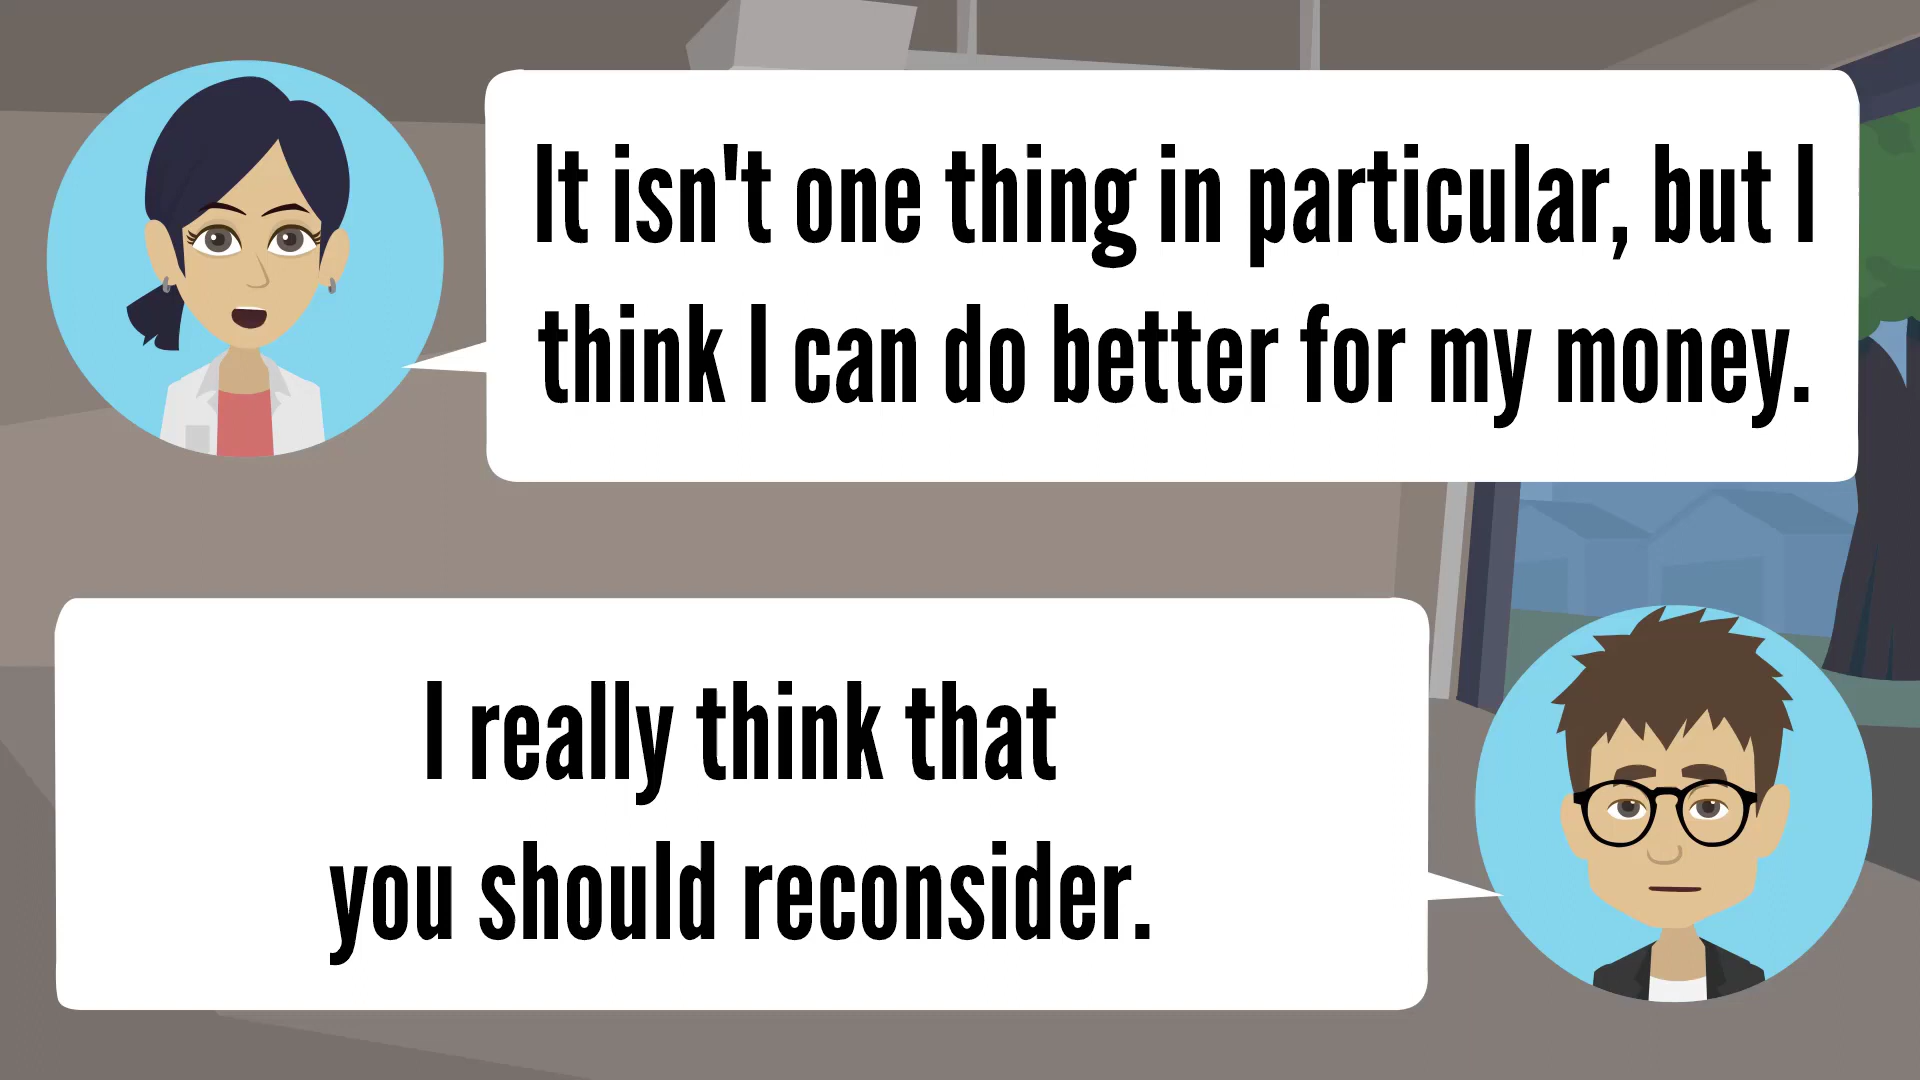 It isn't one thing in particular, but I
think I can do better for my money.
I really think that
you should reconsider.